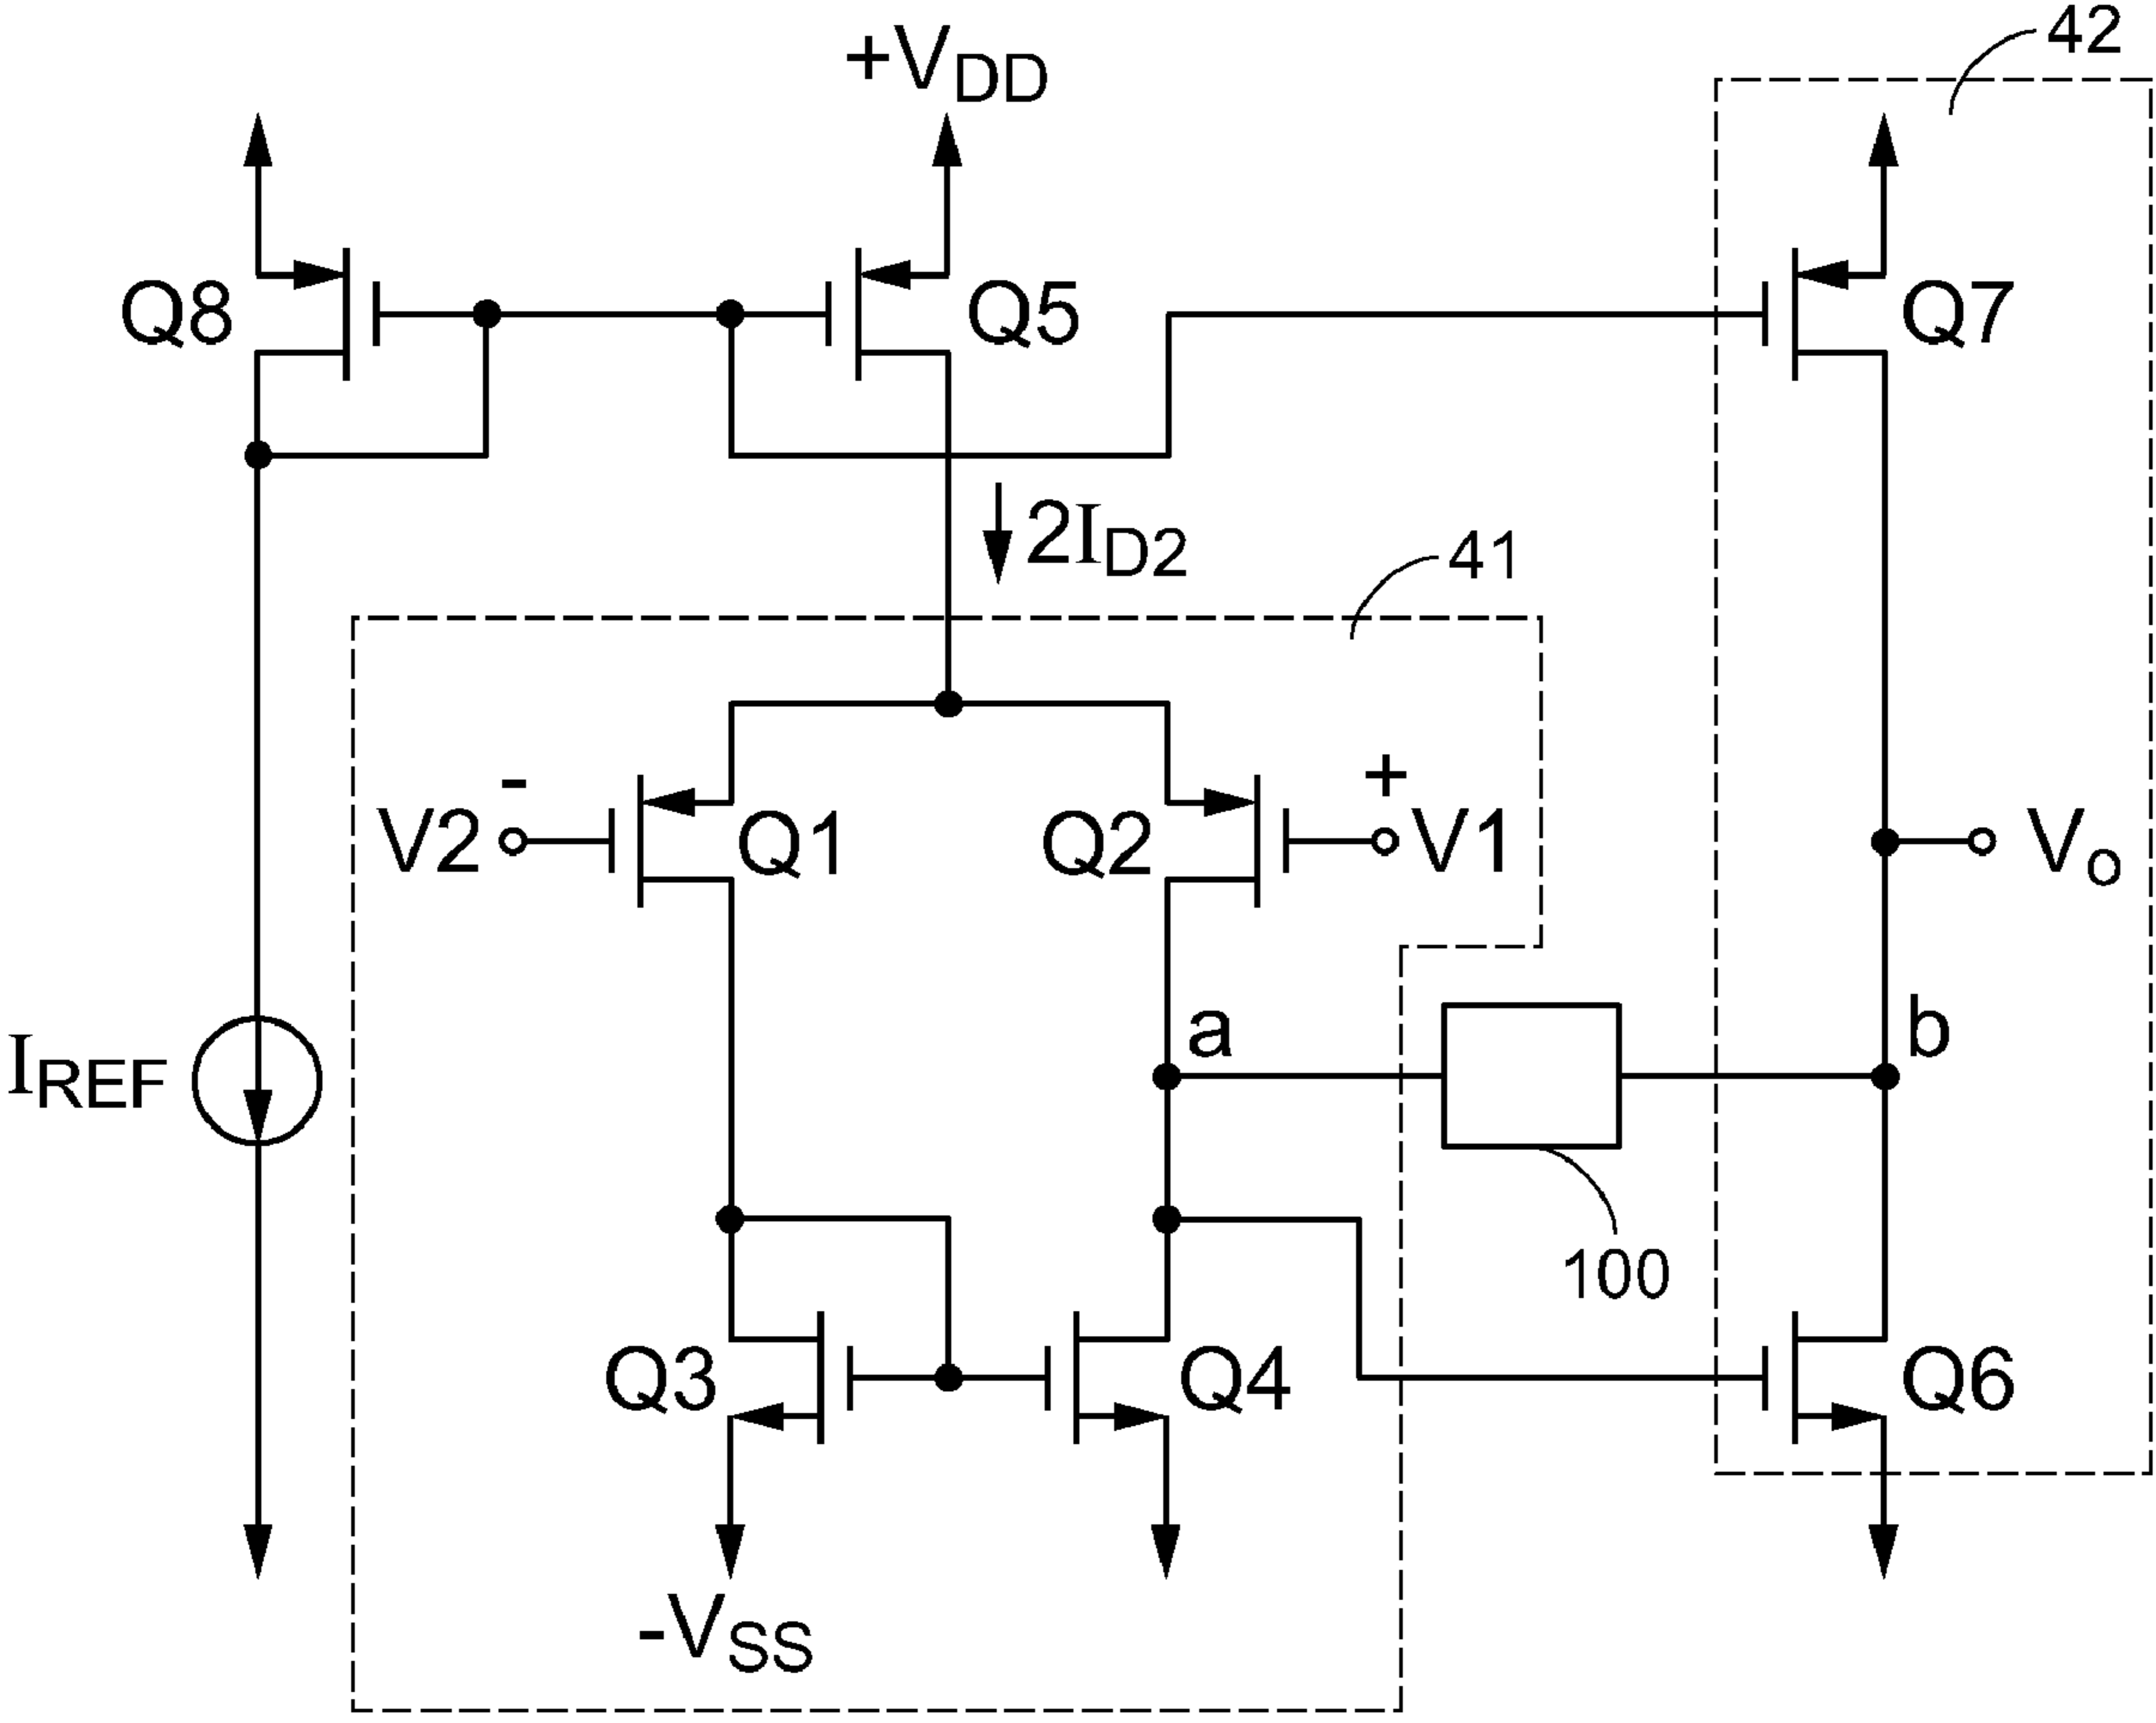 42
+VDD
Q8
Q5
Q7
2ID2
41
-
+
V2
Q1
Q2
V1
VO
a
b
IREF
100
Q3
Q4
Q6
-VSS